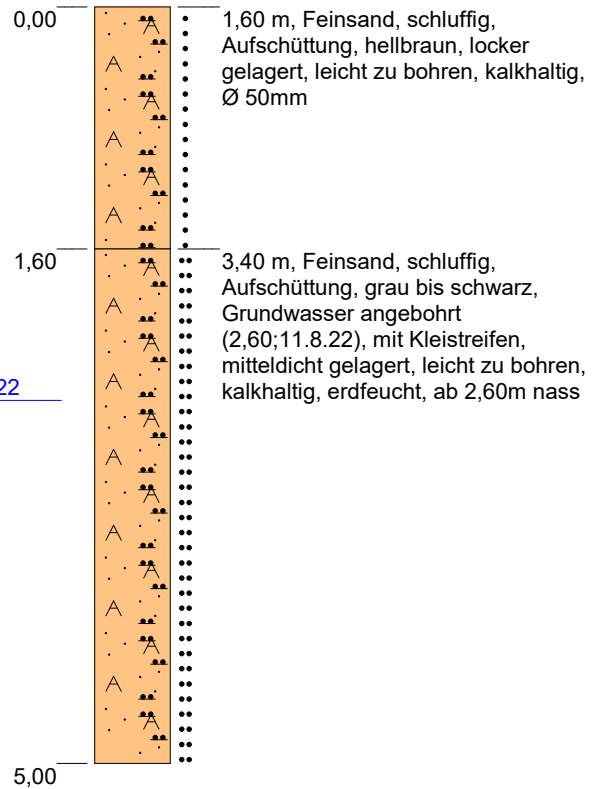 0,00
1,60 m, Feinsand, schluffig,
Aufschüttung, hellbraun, locker
gelagert, leicht zu bohren, kalkhaltig,
Ø 50mm
1,60
3,40 m, Feinsand, schluffig,
Aufschüttung, grau bis schwarz,
Grundwasser angebohrt
(2,60;11.8.22), mit Kleistreifen,
mitteldicht gelagert, leicht zu bohren,
kalkhaltig, erdfeucht, ab 2,60m nass
22
5,00